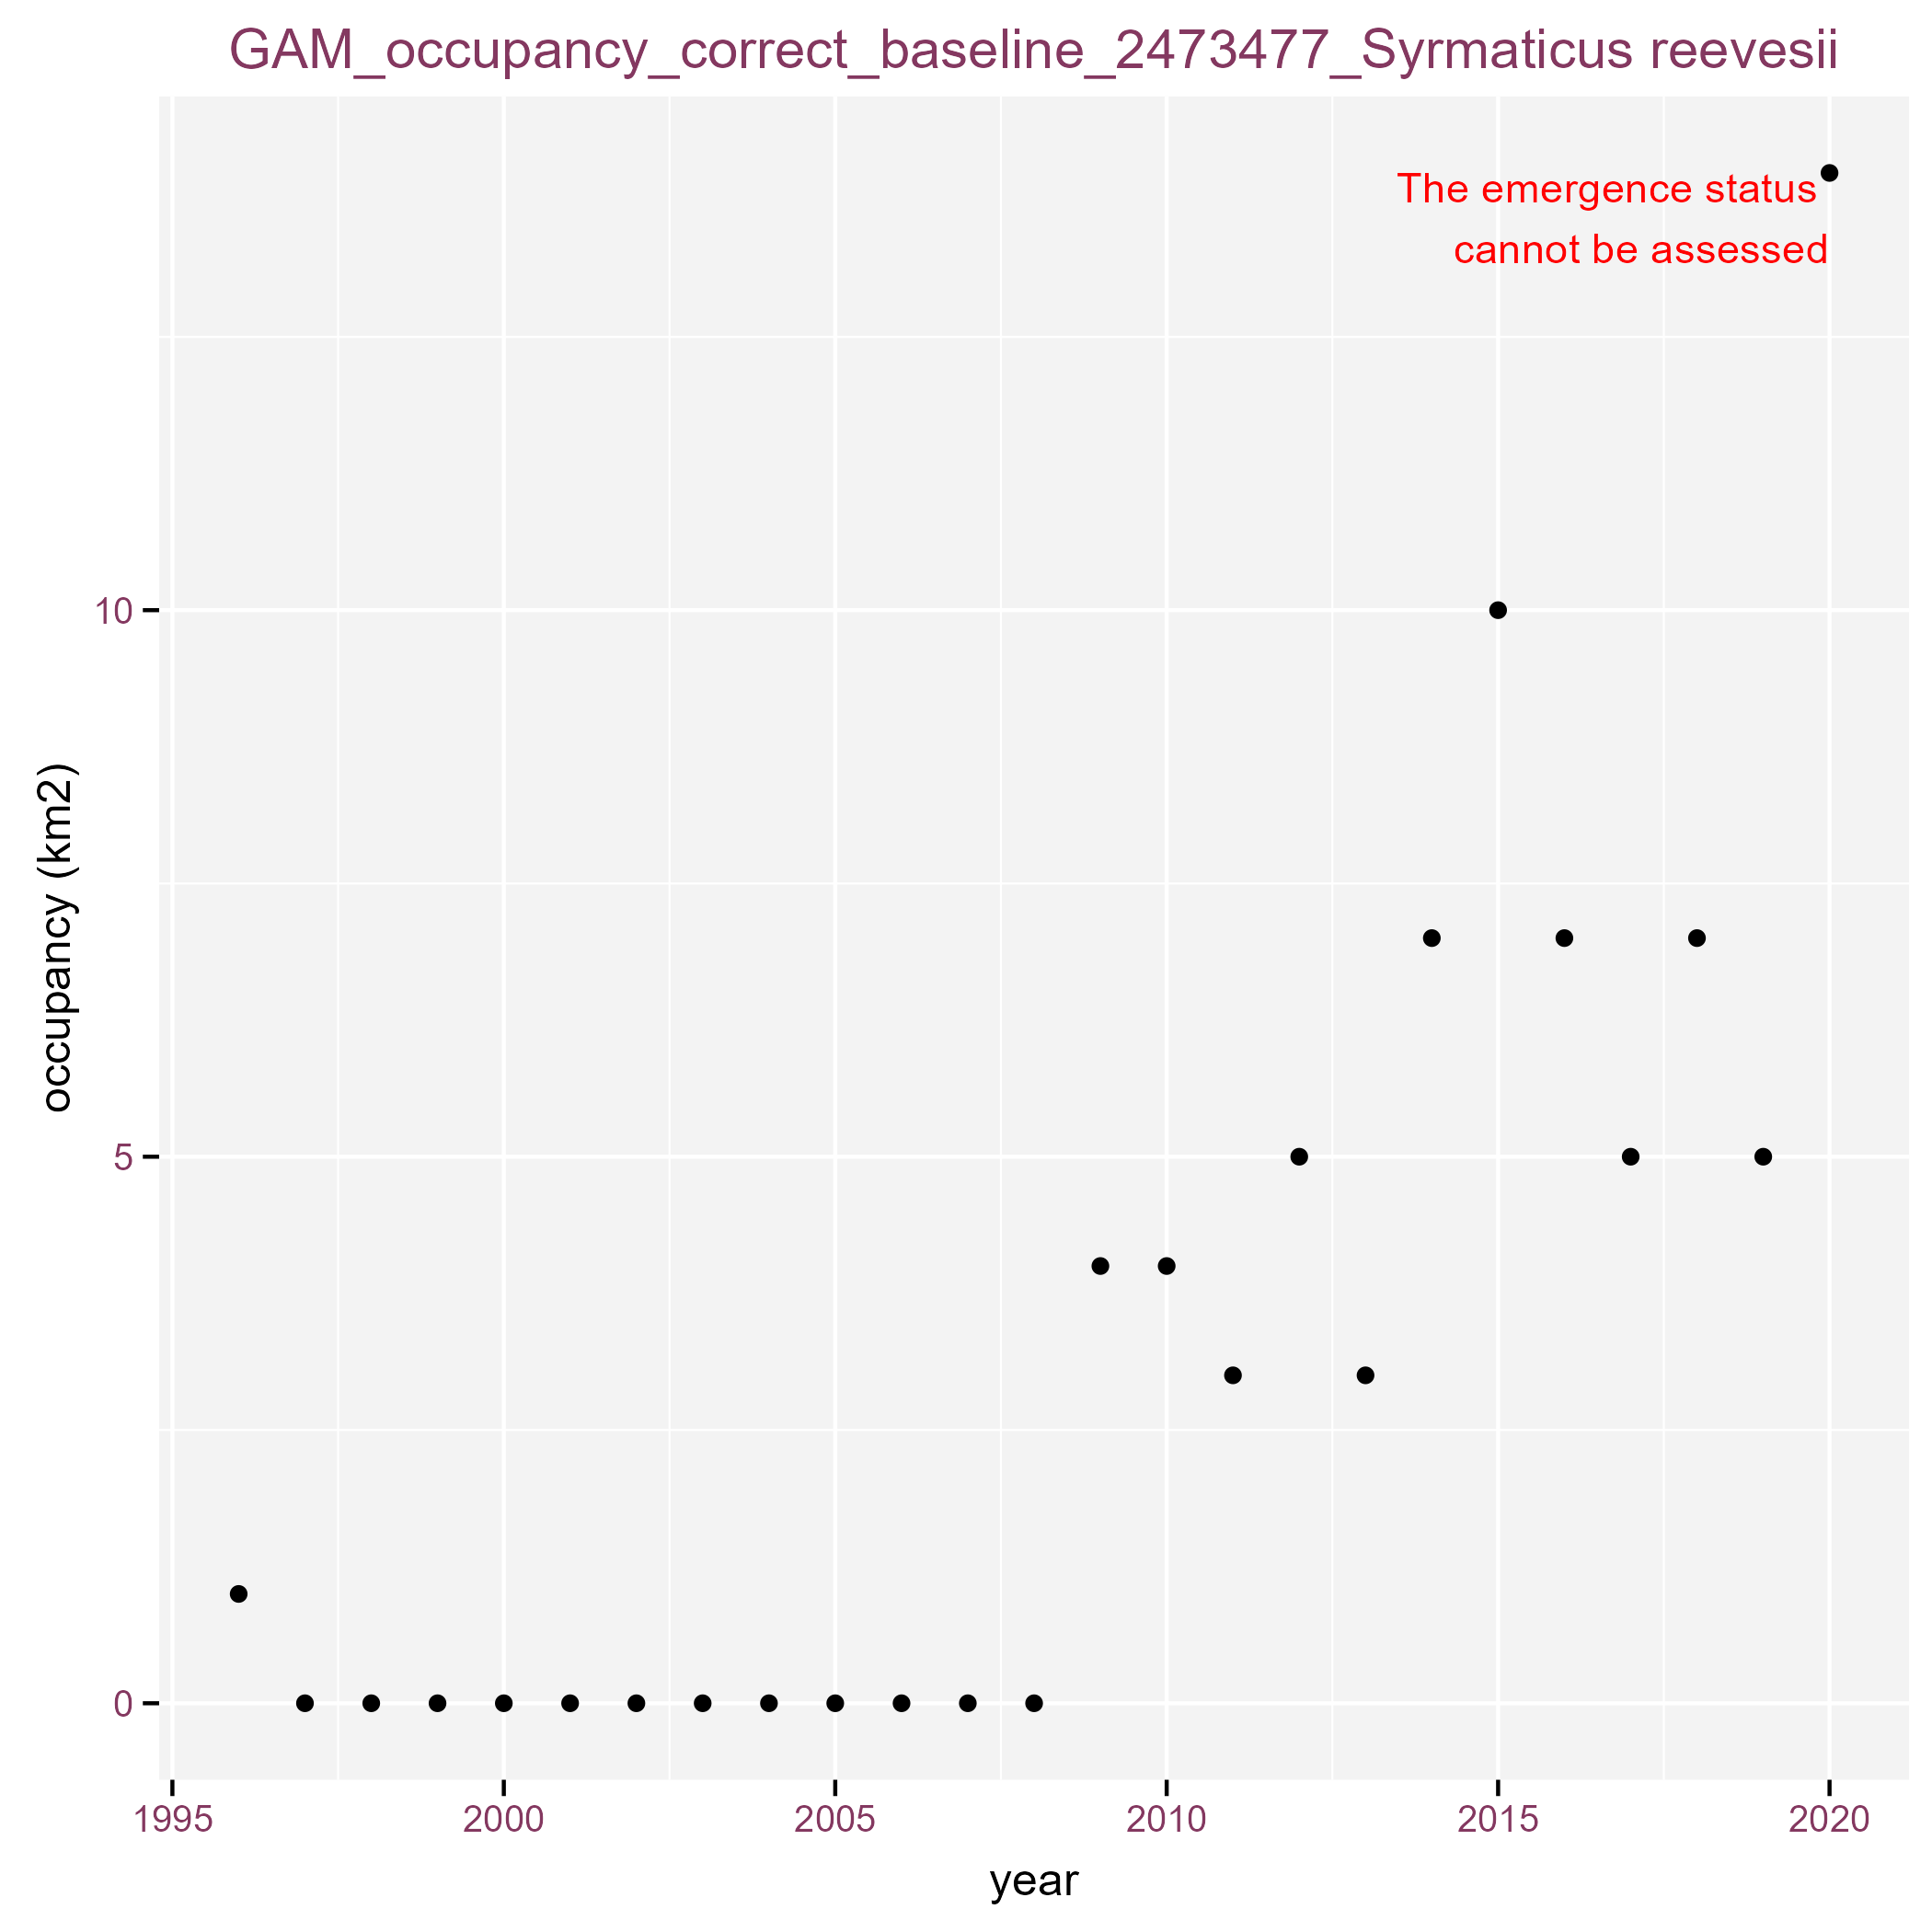 GAM_occupancy_correct_baseline_2473477_Syrmaticus reevesii
The emergence status
cannot be assessed
10
5
0
occupancy (km2)
1995 2000 2005 2010 2015 2020
year